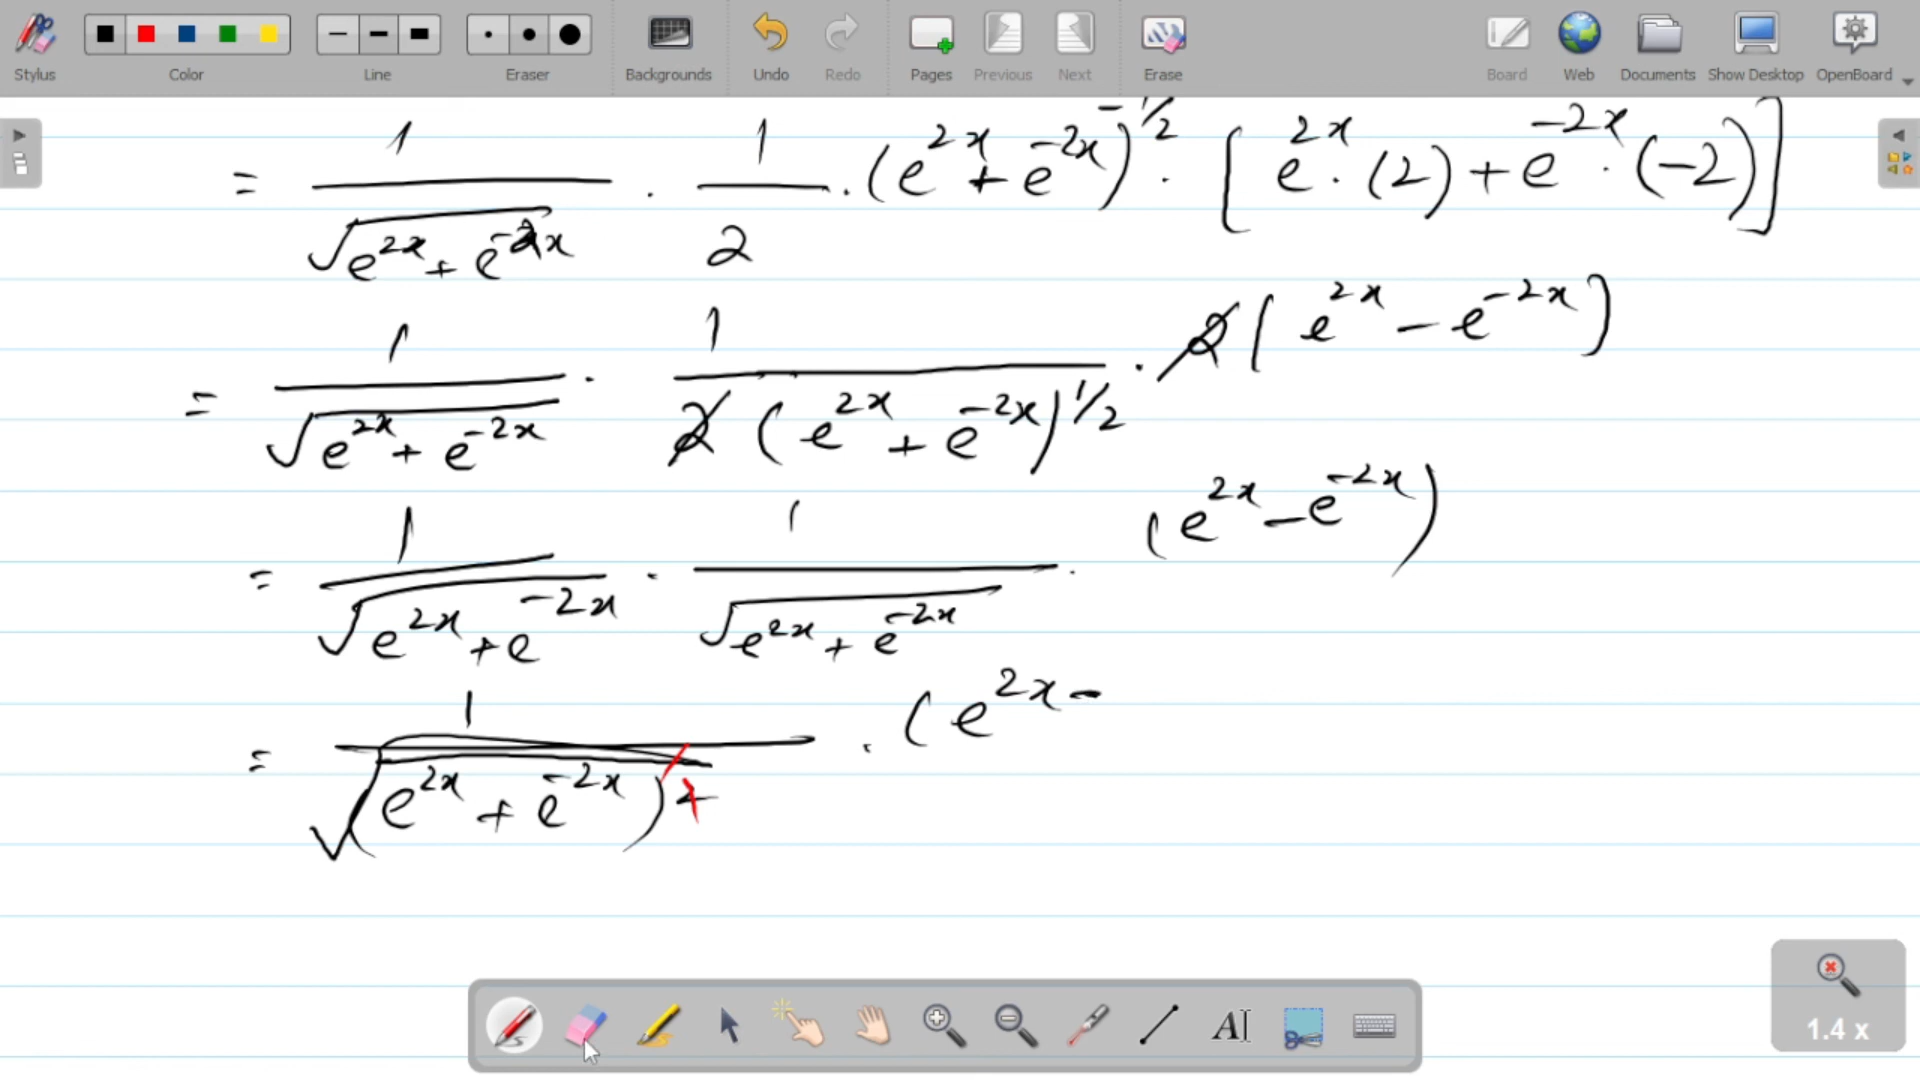 Stylus Color Line Eraser Backgrounds Undo Redo Pages Previous Next Erase Board Web Documents Show Desktop OpenBoard
= 1/√(e^{2x} + e^{-2x}) · 1/2 · (e^{2x} + e^{-2x})^{-1/2} · [e^{2x} · (2) + e^{-2x} · (-2)]
= 1/√(e^{2x} + e^{-2x}) · 1/(2(e^{2x} + e^{-2x})^{1/2}) · 2(e^{2x} - e^{-2x})
= 1/√(e^{2x} + e^{-2x}) · 1/√(e^{2x} + e^{-2x}) · (e^{2x} - e^{-2x})
= 1/√(e^{2x} + e^{-2x}) · (e^{2x} -
AI
1.4 x